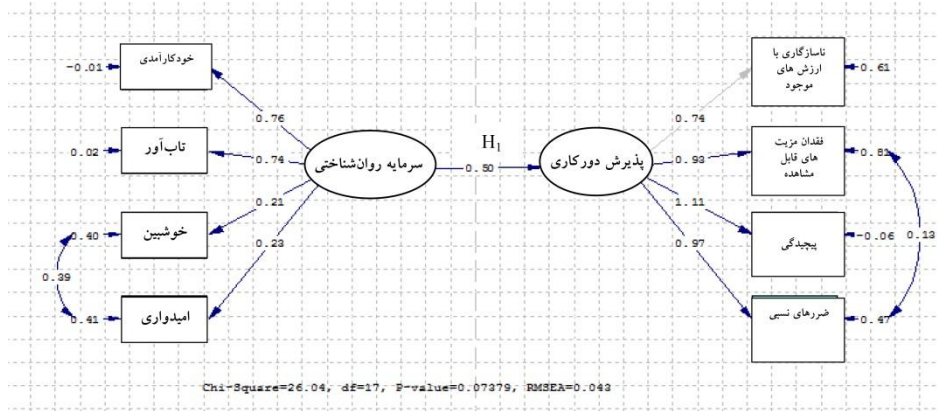 خودکارآمدی
-0.01
0.76
تاب‌آور
0.02
0.74
خوشبین
0.40
0.21
امیدواری
0.41
0.23
0.39
سرمایه روان‌شناختی
H1
0.50
پذیرش دورکاری
ناسازگاری با
ارزش های
موجود
0.61
0.74
فقدان مزیت
های قابل
مشاهده
0.81
0.93
پیچیدگی
-0.06
1.11
ضررهای نسبی
0.47
0.97
0.13
Chi-Square=26.04, df=17, P-value=0.07379, RMSEA=0.043